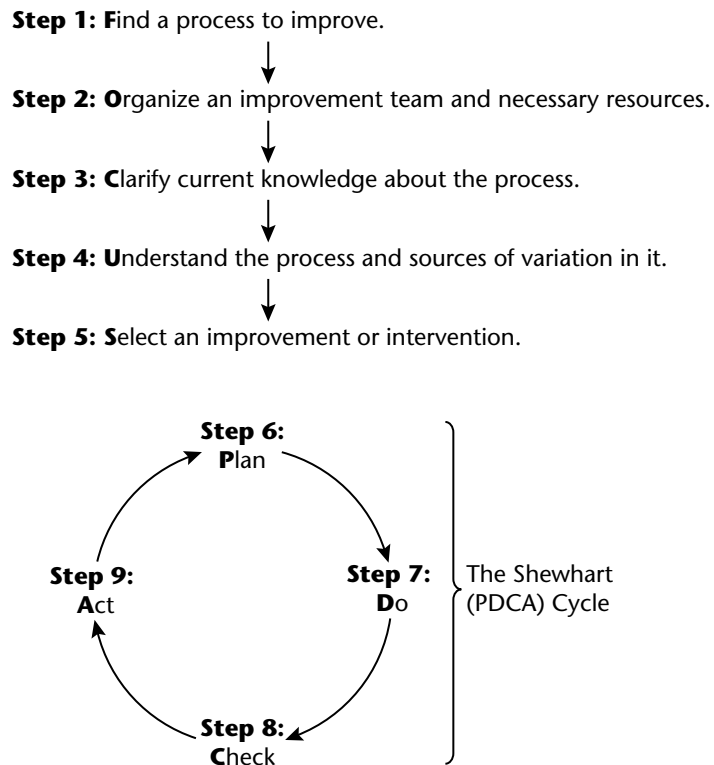 Step 1: Find a process to improve.
Step 2: Organize an improvement team and necessary resources.
Step 3: Clarify current knowledge about the process.
Step 4: Understand the process and sources of variation in it.
Step 5: Select an improvement or intervention.
Step 6:
Plan
Step 7:
Do
Step 8:
Check
Step 9:
Act
The Shewhart
(PDCA) Cycle